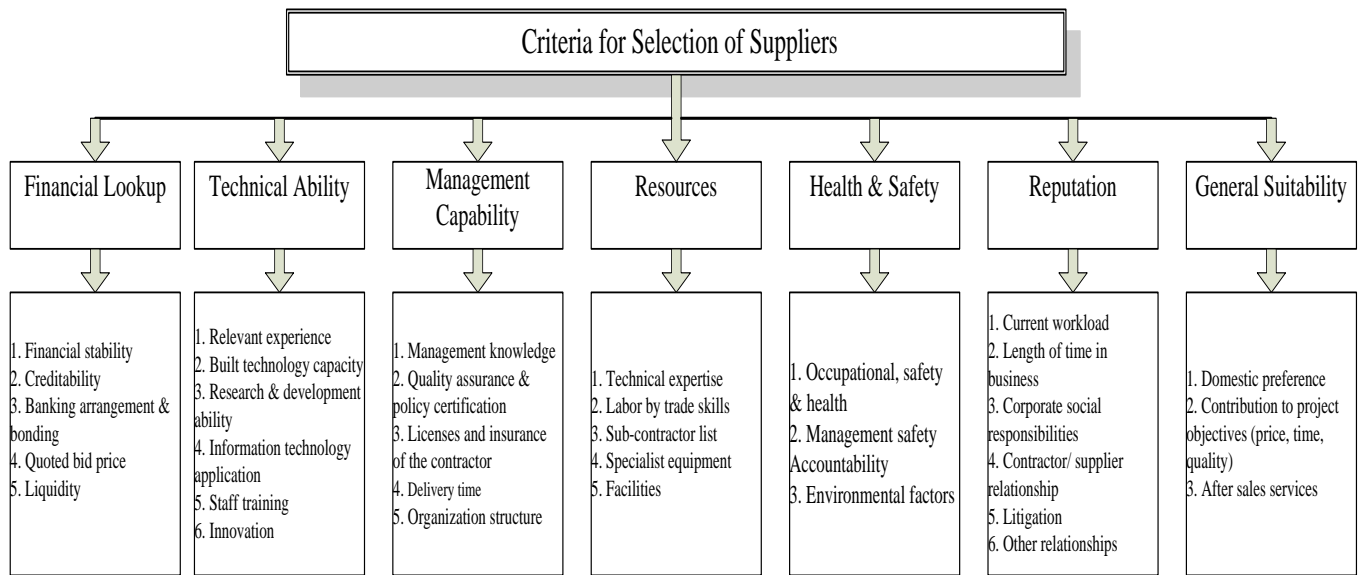 Criteria for Selection of Suppliers
Financial Lookup
Technical Ability
Management
Capability
Resources
Health & Safety
Reputation
General Suitability
1. Financial stability
2. Creditability
3. Banking arrangement &
bonding
4. Quoted bid price
5. Liquidity
1. Relevant experience
2. Built technology capacity
3. Research & development
ability
4. Information technology
application
5. Staff training
6. Innovation
1. Management knowledge
2. Quality assurance &
policy certification
3. Licenses and insurance
of the contractor
4. Delivery time
5. Organization structure
1. Technical expertise
2. Labor by trade skills
3. Sub-contractor list
4. Specialist equipment
5. Facilities
1. Occupational, safety
& health
2. Management safety
Accountability
3. Environmental factors
1. Current workload
2. Length of time in
business
3. Corporate social
responsibilities
4. Contractor/ supplier
relationship
5. Litigation
6. Other relationships
1. Domestic preference
2. Contribution to project
objectives (price, time,
quality)
3. After sales services